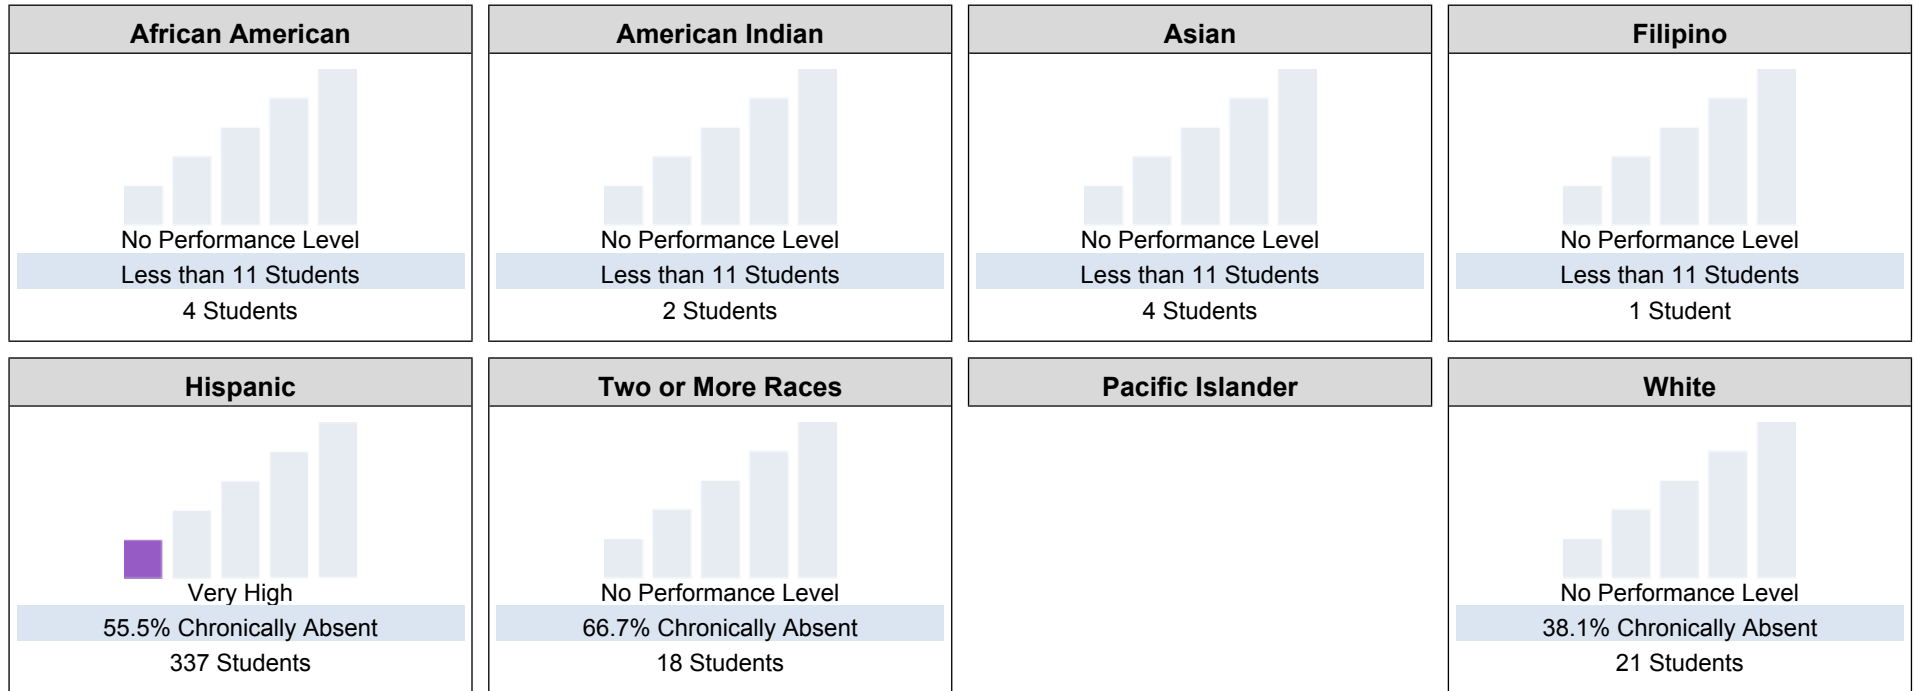 African American
No Performance Level
Less than 11 Students
4 Students
American Indian
No Performance Level
Less than 11 Students
2 Students
Asian
No Performance Level
Less than 11 Students
4 Students
Filipino
No Performance Level
Less than 11 Students
1 Student
Hispanic
Very High
55.5% Chronically Absent
337 Students
Two or More Races
No Performance Level
66.7% Chronically Absent
18 Students
Pacific Islander
White
No Performance Level
38.1% Chronically Absent
21 Students